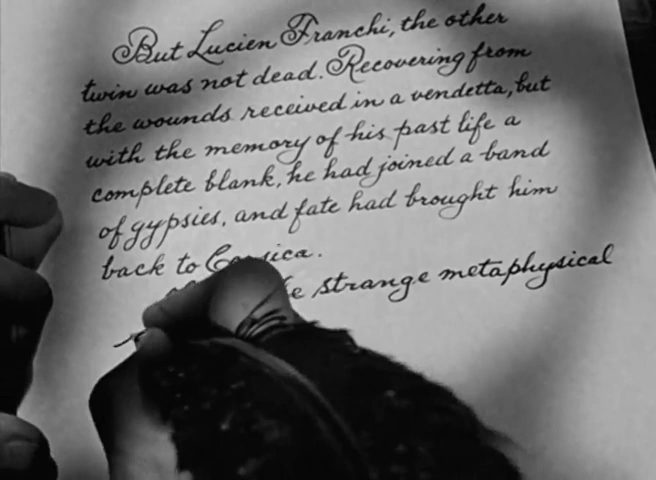 But Lucien Franchi, the other
twin was not dead. Recovering from
the wounds received in a vendetta, but
with the memory of his past life a
complete blank, he had joined a band
of gypsies, and fate had brought him
back to
strange metaphysical